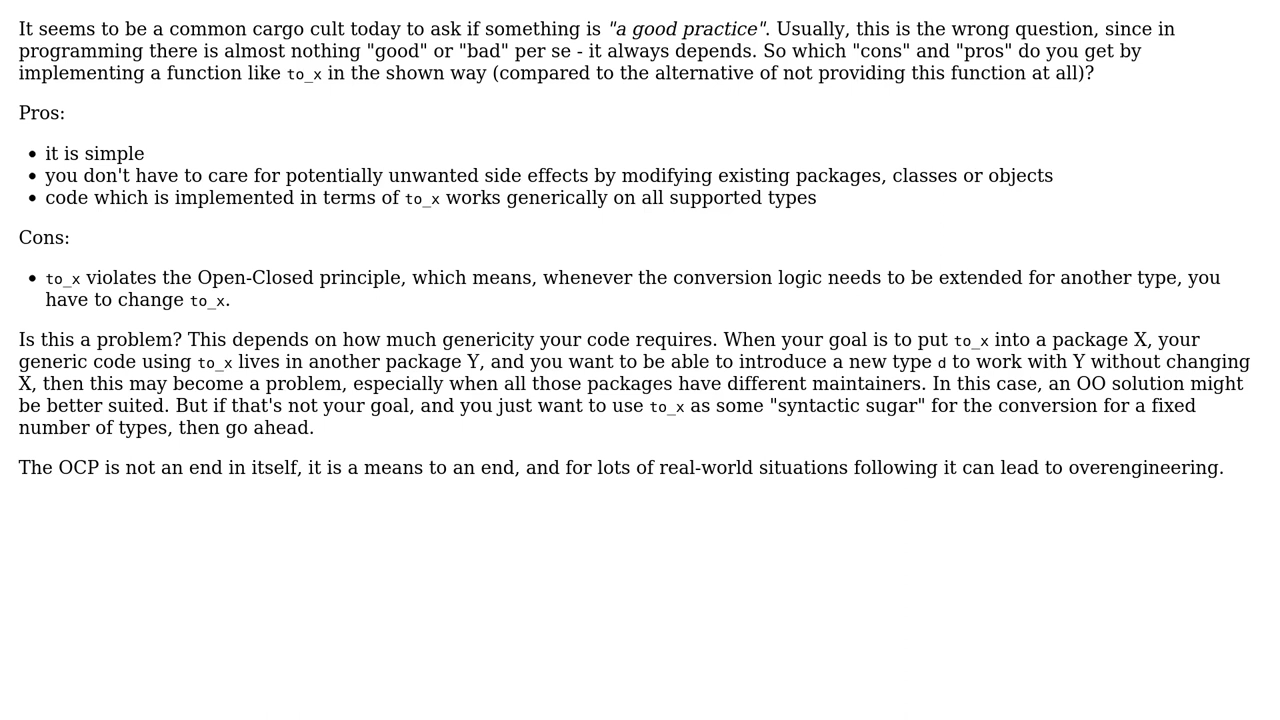 It seems to be a common cargo cult today to ask if something is "a good practice". Usually, this is the wrong question, since in
programming there is almost nothing "good" or "bad" per se - it always depends. So which "cons" and "pros" do you get by
implementing a function like to_x in the shown way (compared to the alternative of not providing this function at all)?
Pros:
• it is simple
• you don't have to care for potentially unwanted side effects by modifying existing packages, classes or objects
• code which is implemented in terms of to_x works generically on all supported types
Cons:
• to_x violates the Open-Closed principle, which means, whenever the conversion logic needs to be extended for another type, you
have to change to_x.
Is this a problem? This depends on how much genericity your code requires. When your goal is to put to_x into a package X, your
generic code using to_x lives in another package Y, and you want to be able to introduce a new type d to work with Y without changing
X, then this may become a problem, especially when all those packages have different maintainers. In this case, an OO solution might
be better suited. But if that's not your goal, and you just want to use to_x as some "syntactic sugar" for the conversion for a fixed
number of types, then go ahead.
The OCP is not an end in itself, it is a means to an end, and for lots of real-world situations following it can lead to overengineering.